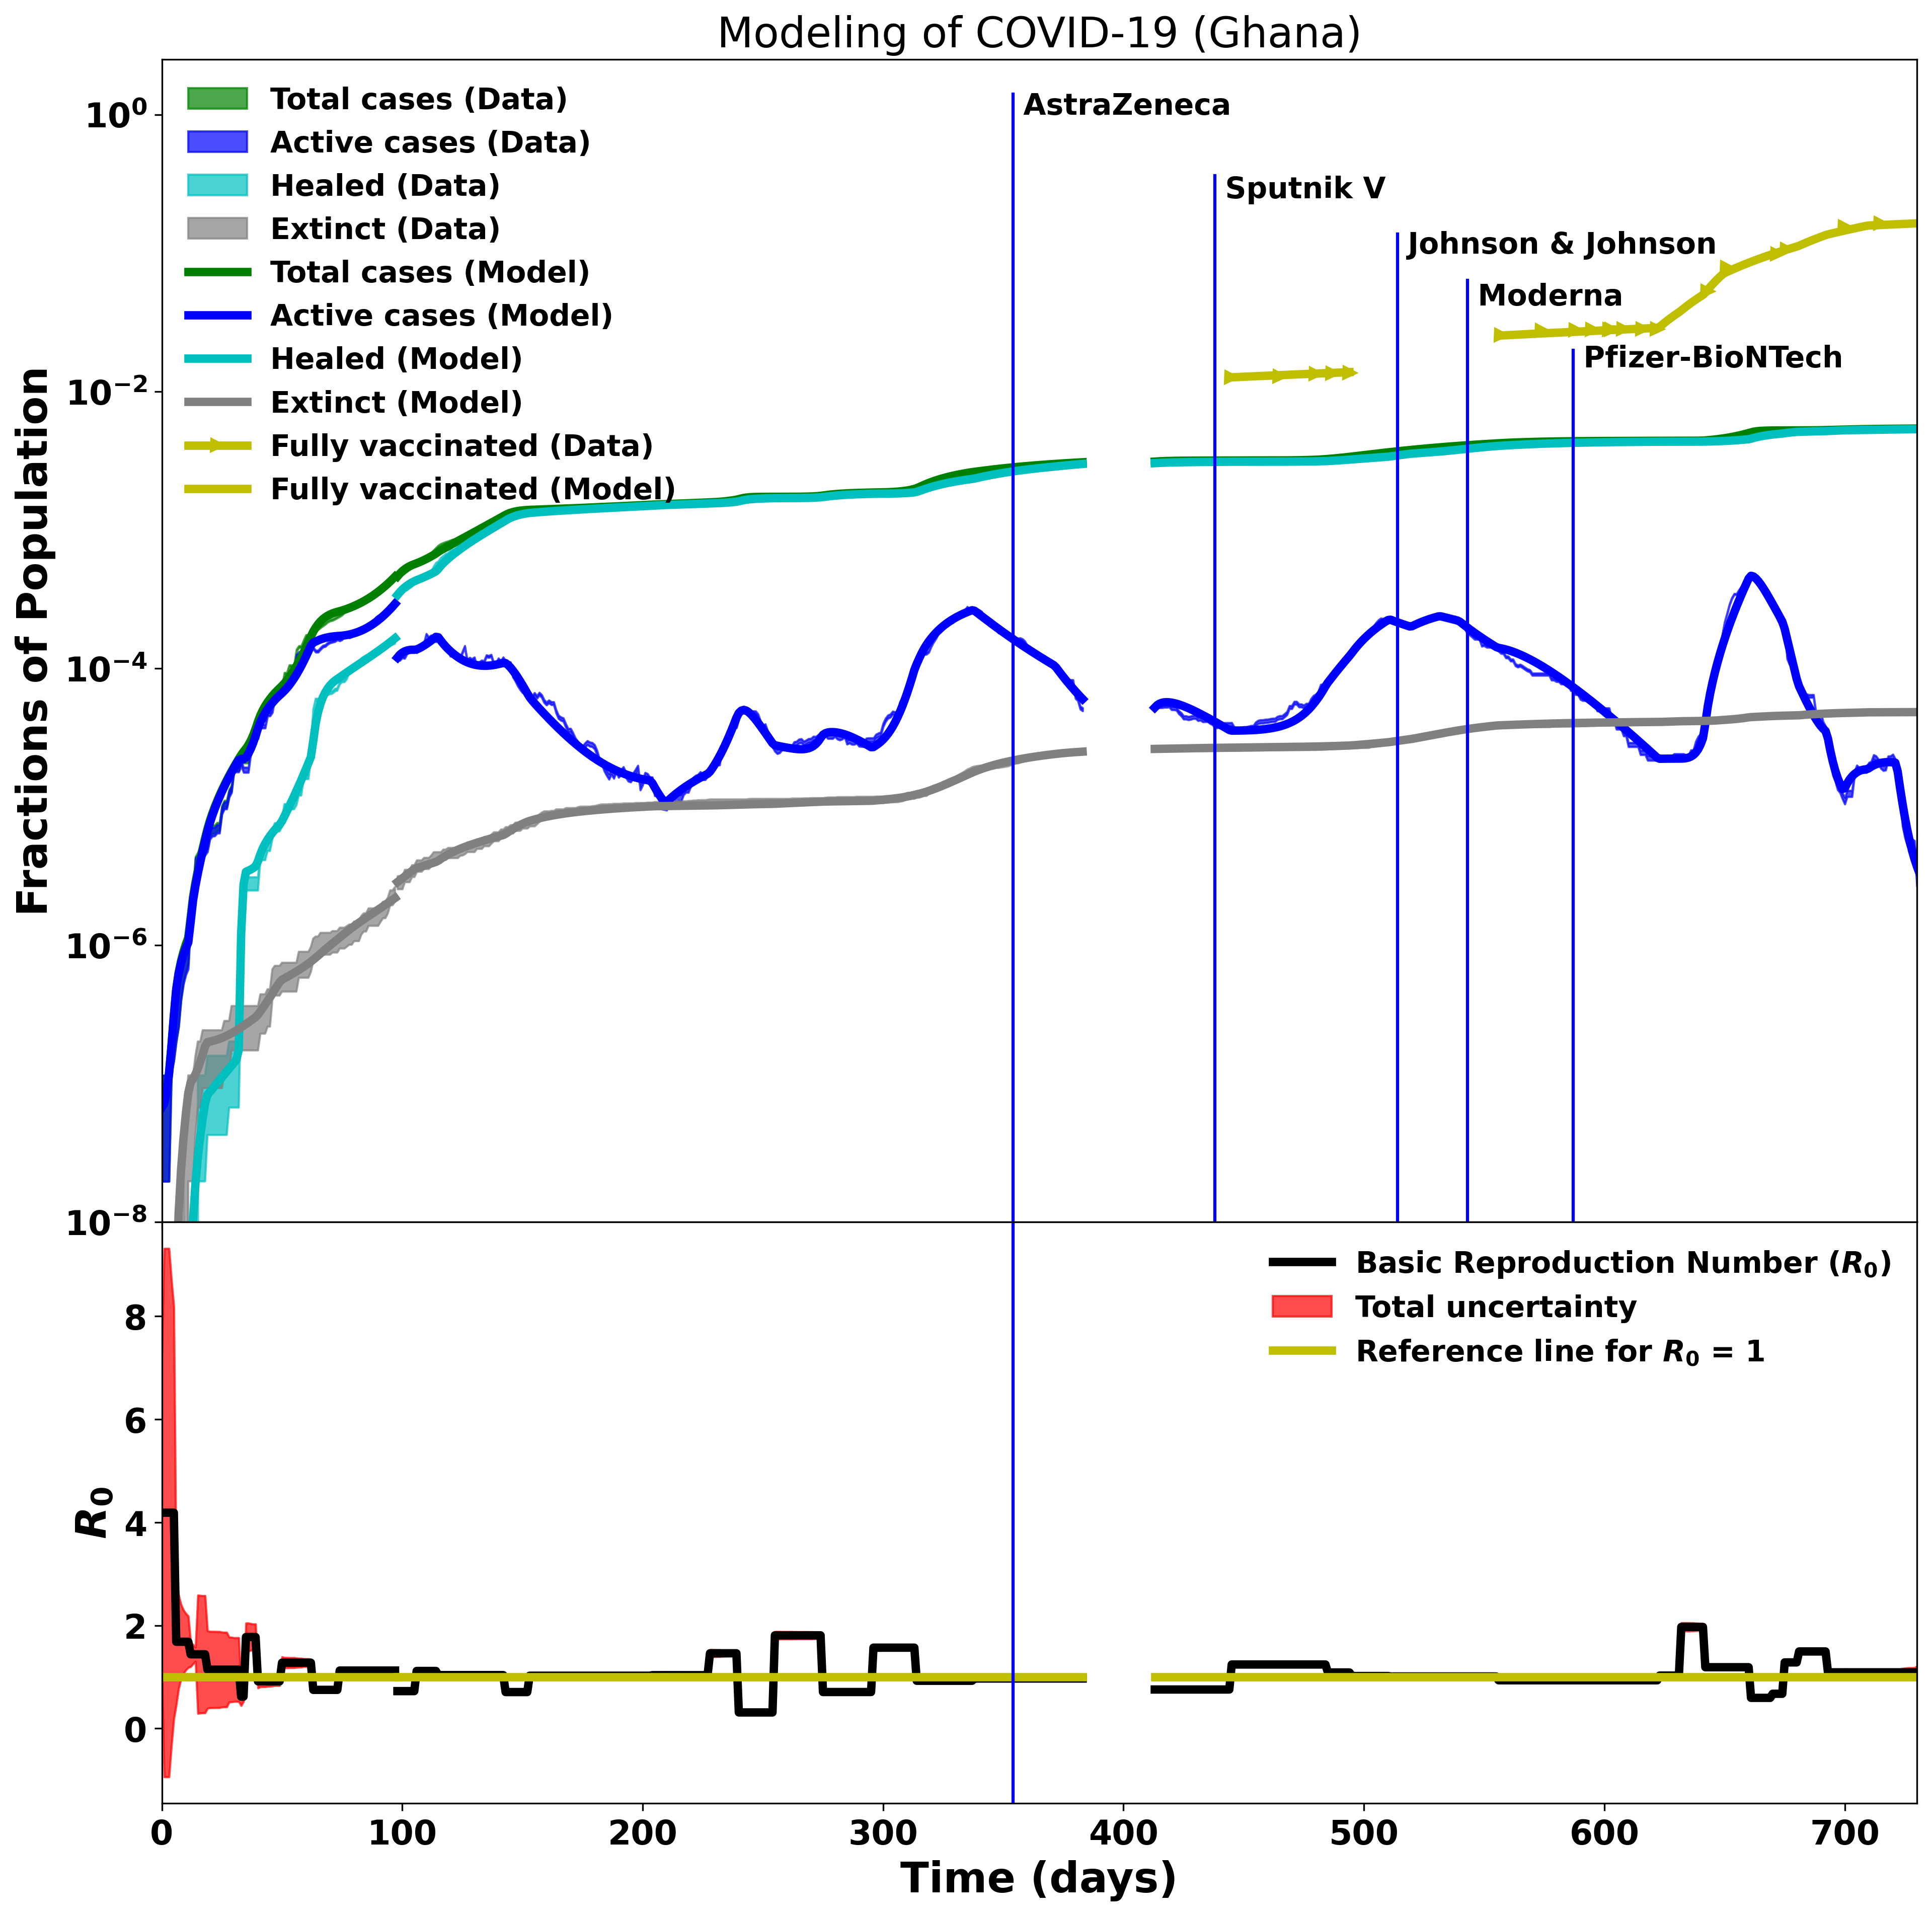 Modeling of COVID-19 (Ghana)
Total cases (Data)
Active cases (Data)
Healed (Data)
Extinct (Data)
Total cases (Model)
Active cases (Model)
Healed (Model)
Extinct (Model)
Fully vaccinated (Data)
Fully vaccinated (Model)
AstraZeneca
Sputnik V
Johnson & Johnson
Moderna
Pfizer-BioNTech
Fractions of Population
10⁰
10⁻²
10⁻⁴
10⁻⁶
10⁻⁸
Basic Reproduction Number (R₀)
Total uncertainty
Reference line for R₀ = 1
R₀
8
6
4
2
0
0 100 200 300 400 500 600 700
Time (days)